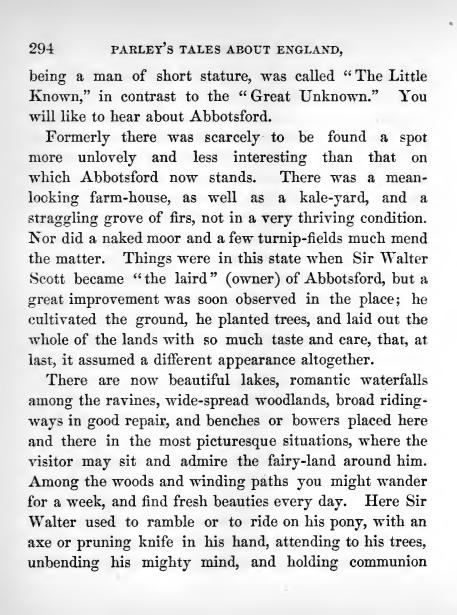 294 PARLEY'S TALES ABOUT ENGLAND,
being a man of short stature, was called “The Little
Known,” in contrast to the “Great Unknown.” You
will like to hear about Abbotsford.
Formerly there was scarcely to be found a spot
more unlovely and less interesting than that on
which Abbotsford now stands. There was a mean-
looking farm-house, as well as a kale-yard, and a
straggling grove of firs, not in a very thriving condition.
Nor did a naked moor and a few turnip-fields much mend
the matter. Things were in this state when Sir Walter
Scott became “the laird” (owner) of Abbotsford, but a
great improvement was soon observed in the place; he
cultivated the ground, he planted trees, and laid out the
whole of the lands with so much taste and care, that, at
last, it assumed a different appearance altogether.
There are now beautiful lakes, romantic waterfalls
among the ravines, wide-spread woodlands, broad riding-
ways in good repair, and benches or bowers placed here
and there in the most picturesque situations, where the
visitor may sit and admire the fairy-land around him.
Among the woods and winding paths you might wander
for a week, and find fresh beauties every day. Here Sir
Walter used to ramble or to ride on his pony, with an
axe or pruning knife in his hand, attending to his trees,
unbending his mighty mind, and holding communion